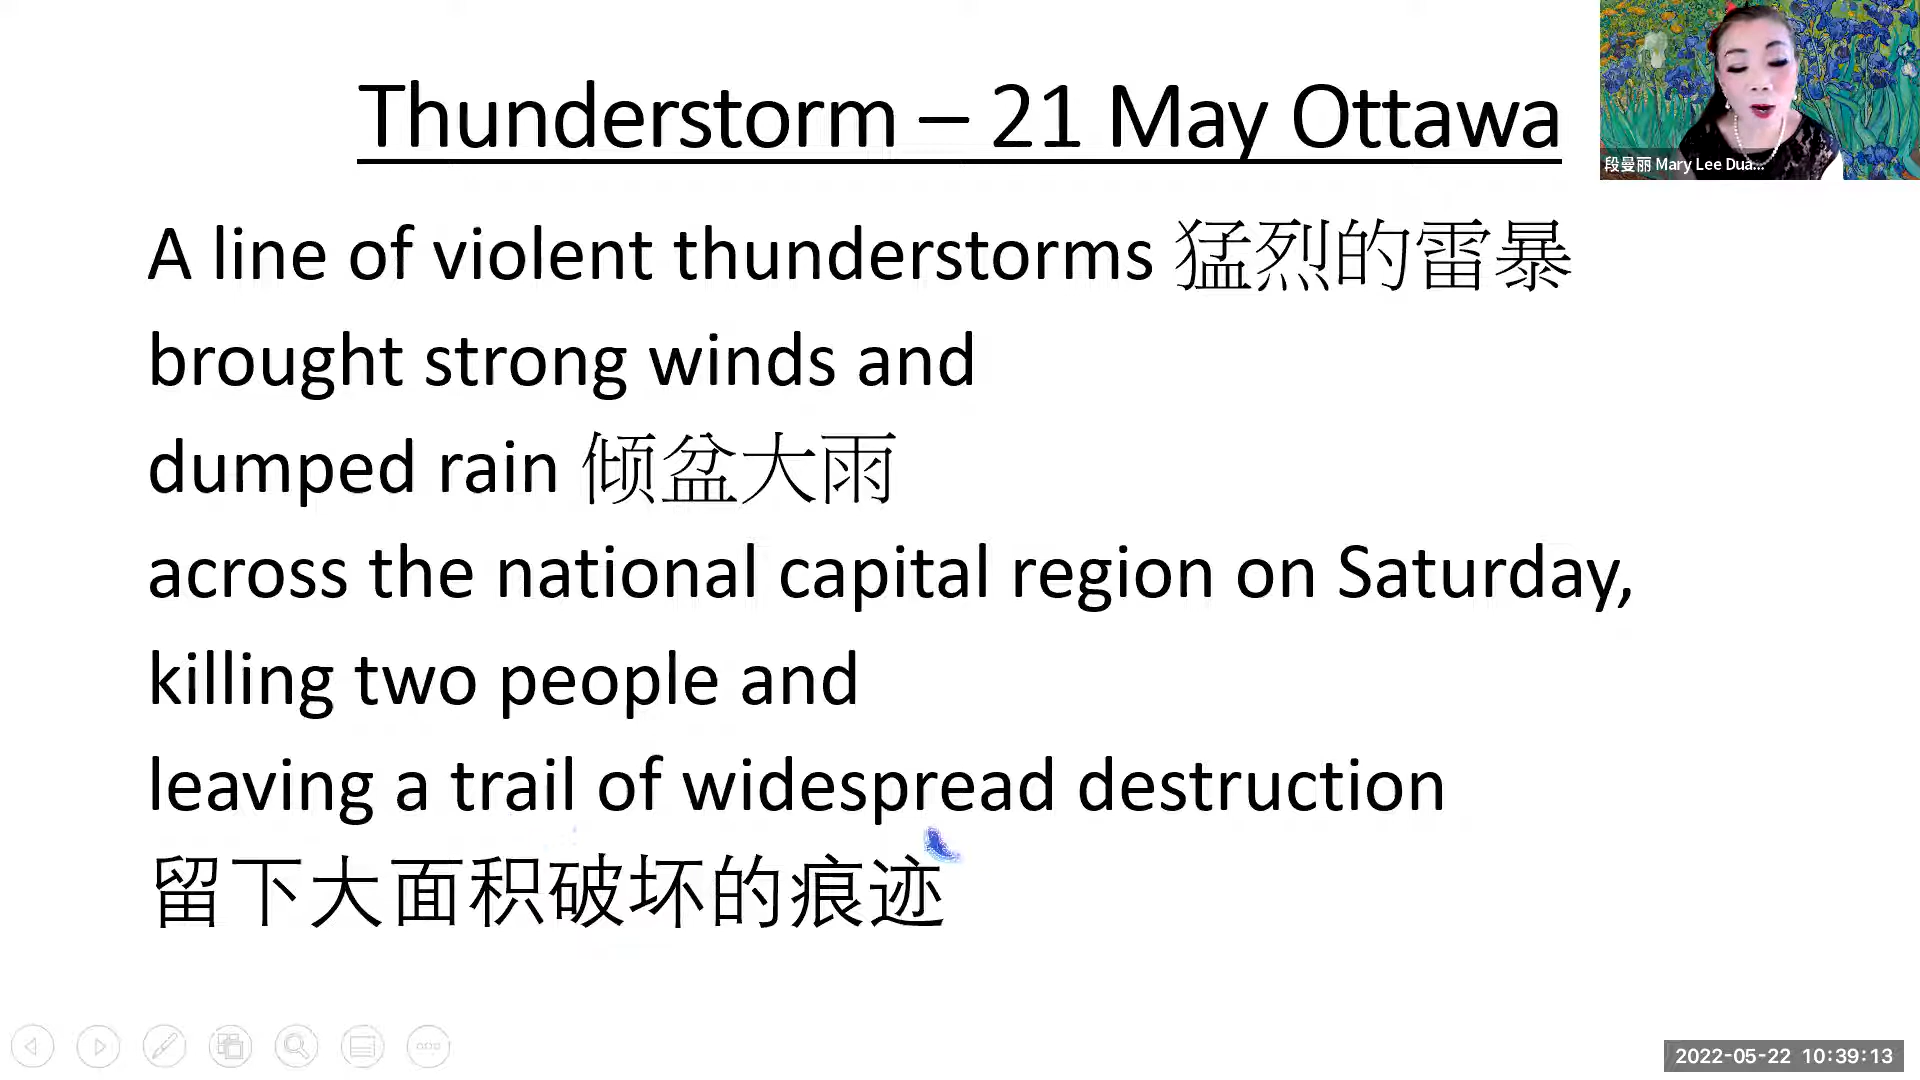 Thunderstorm – 21 May Ottawa
段曼丽 Mary Lee Dua...
A line of violent thunderstorms 猛烈的雷暴
brought strong winds and
dumped rain 倾盆大雨
across the national capital region on Saturday,
killing two people and
leaving a trail of widespread destruction
留下大面积破坏的痕迹
2022-05-22 10:39:13